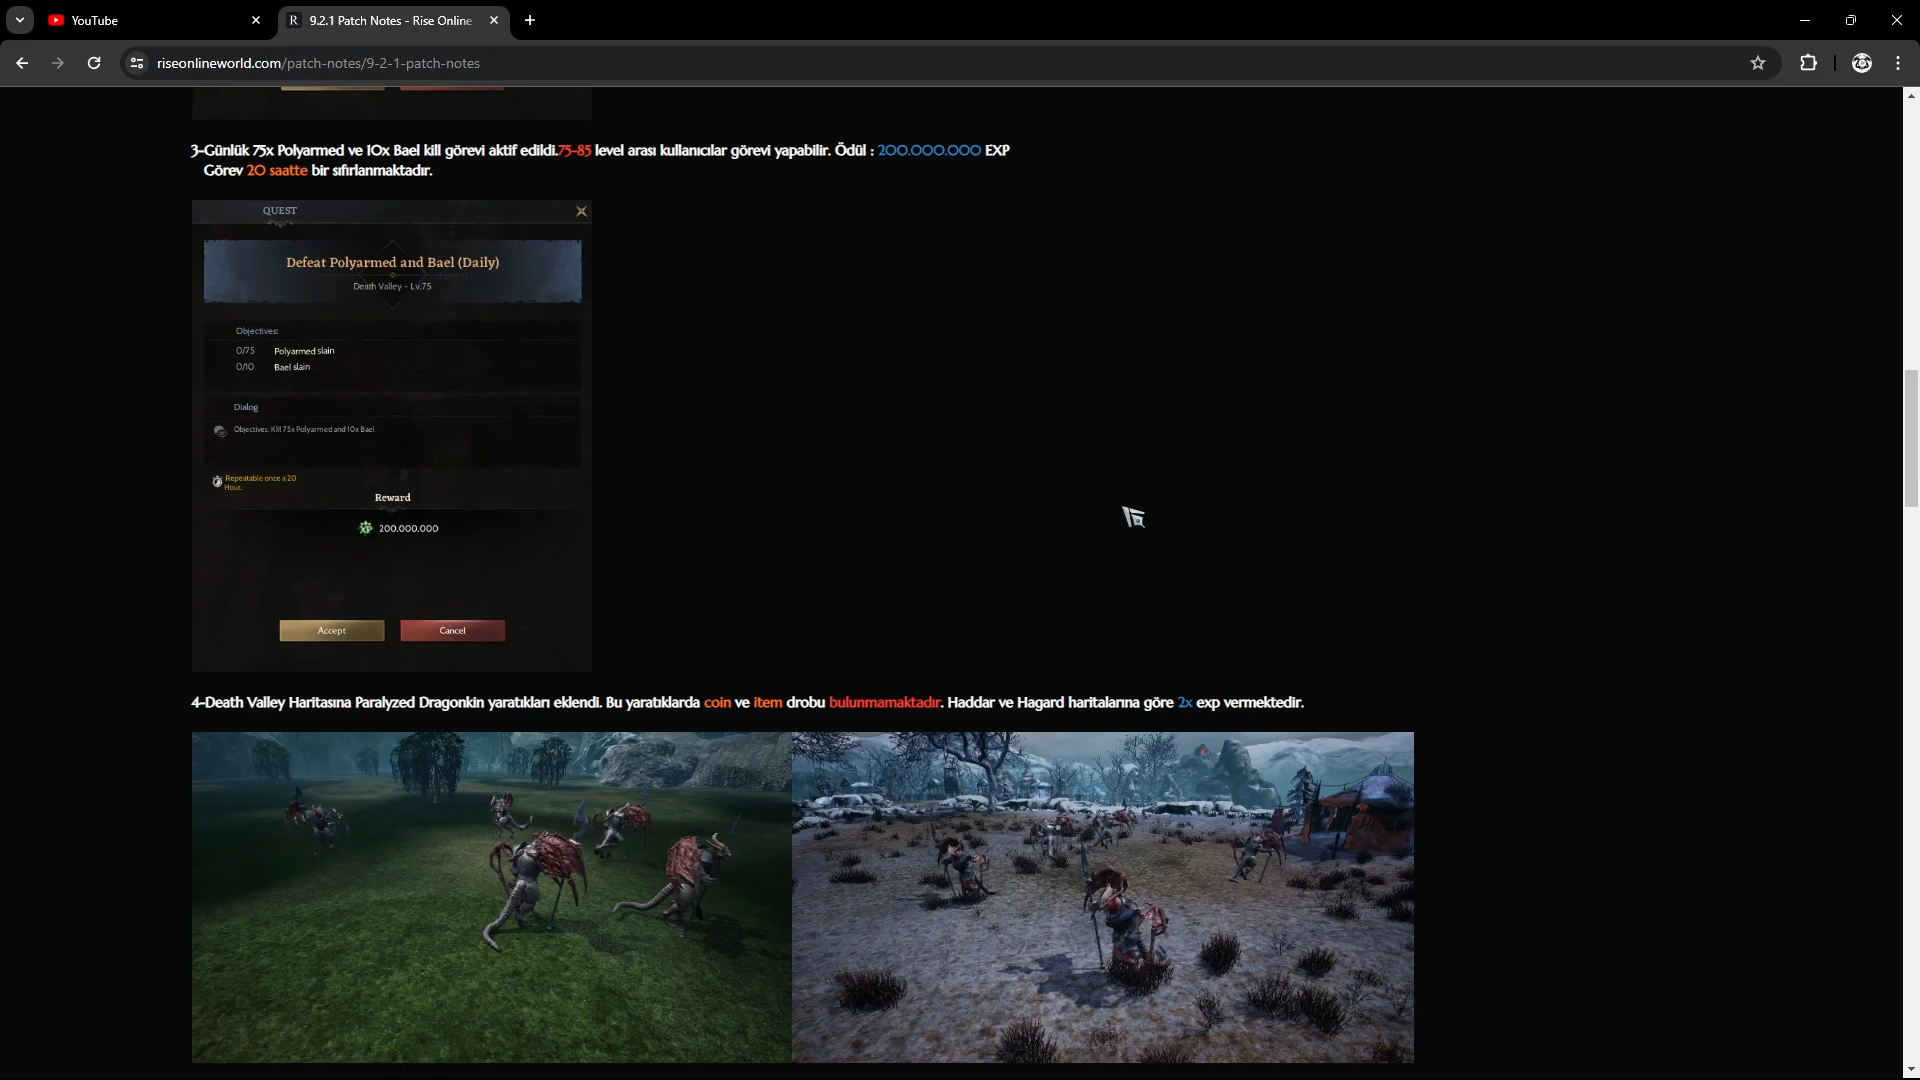 YouTube
9.2.1 Patch Notes - Rise Online
riseonlineworld.com/patch-notes/9-2-1-patch-notes
3-Günlük 75x Polyarmed ve 10x Bael kill görevi aktif edildi.75-85 level arası kullanıcılar görevi yapabilir. Ödül : 200.000.000 EXP
Görev 20 saatte bir sıfırlanmaktadır.
QUEST
Defeat Polyarmed and Bael (Daily)
Death Valley - Lv.75
Objectives:
0/75 Polyarmed slain
0/10 Bael slain
Dialog
Objectives: Kill 75x Polyarmed and 10x Bael
Repeatable once a 20
Hour.
Reward
XP 200.000.000
Accept Cancel
4-Death Valley Haritasına Paralyzed Dragonkin yaratıkları eklendi. Bu yaratıklarda coin ve item drobu bulunmamaktadır. Haddar ve Hagard haritalarına göre 2x exp vermektedir.